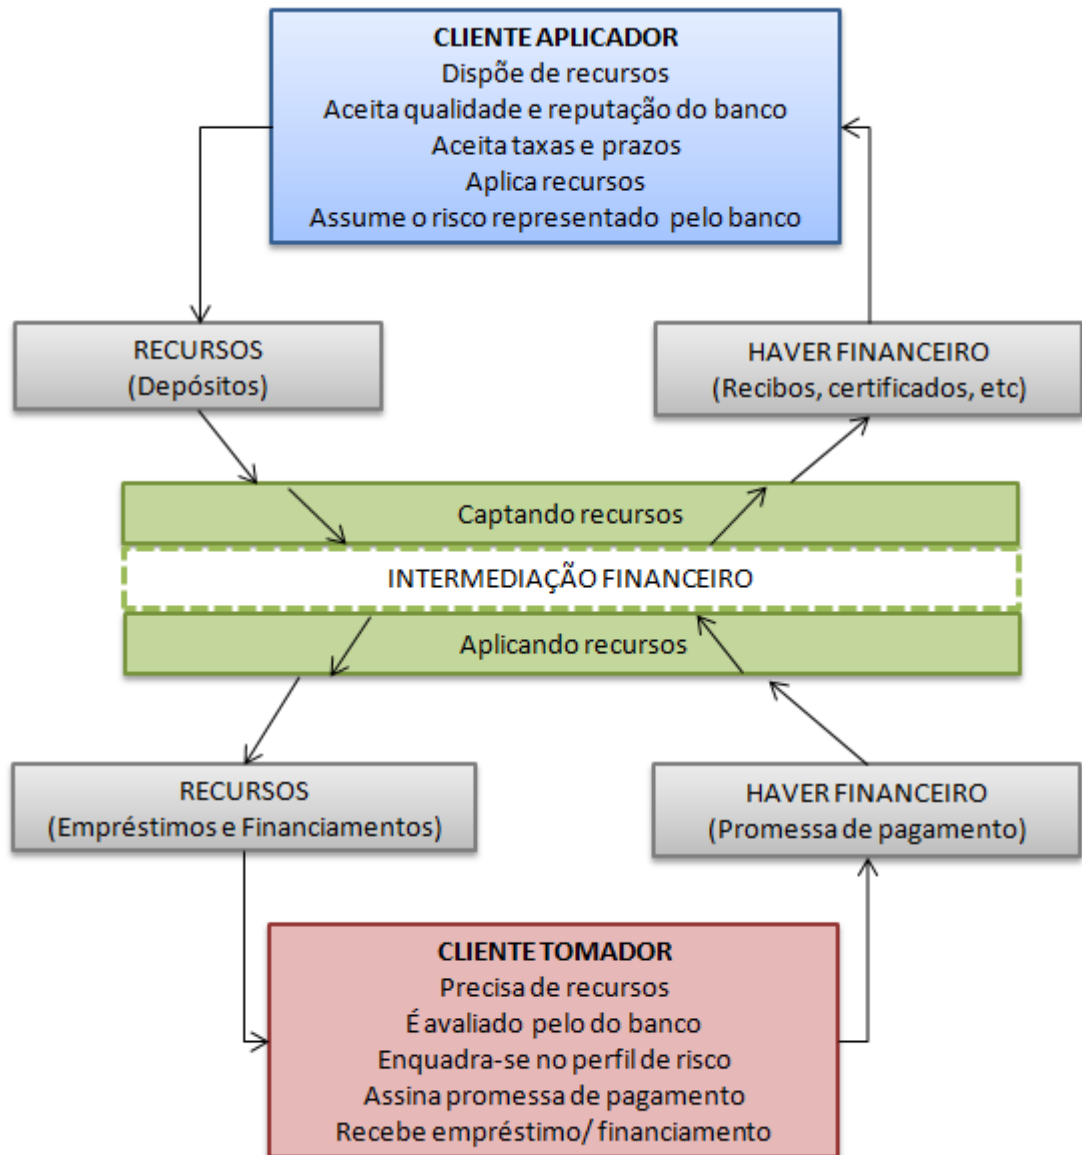 CLIENTE APLICADOR
Dispõe de recursos
Aceita qualidade e reputação do banco
Aceita taxas e prazos
Aplica recursos
Assume o risco representado pelo banco
RECURSOS
(Depósitos)
HAVER FINANCEIRO
(Recibos, certificados, etc)
Captando recursos
INTERMEDIAÇÃO FINANCEIRO
Aplicando recursos
RECURSOS
(Empréstimos e Financiamentos)
HAVER FINANCEIRO
(Promessa de pagamento)
CLIENTE TOMADOR
Precisa de recursos
É avaliado pelo do banco
Enquadra-se no perfil de risco
Assina promessa de pagamento
Recebe empréstimo/ financiamento